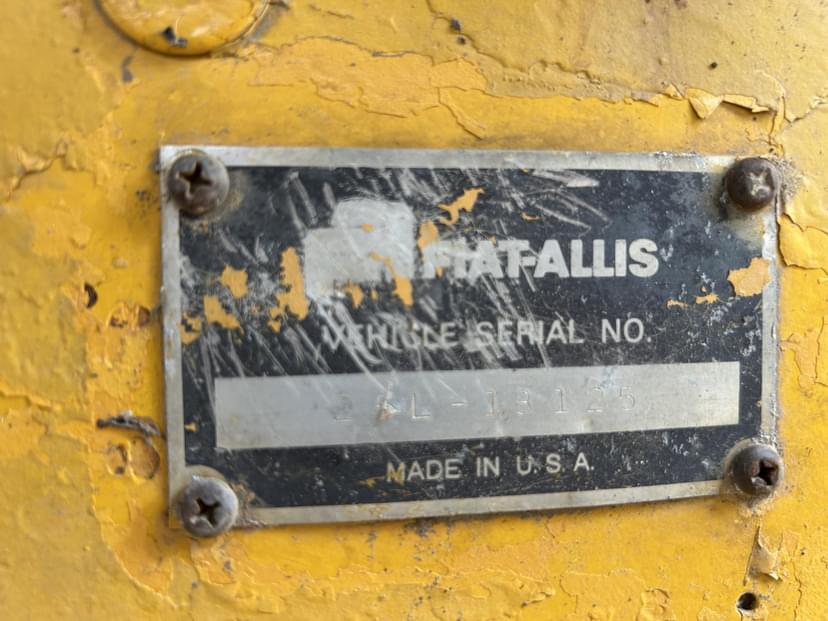 FIAT-ALLIS
VEHICLE SERIAL NO.
MADE IN U.S.A.